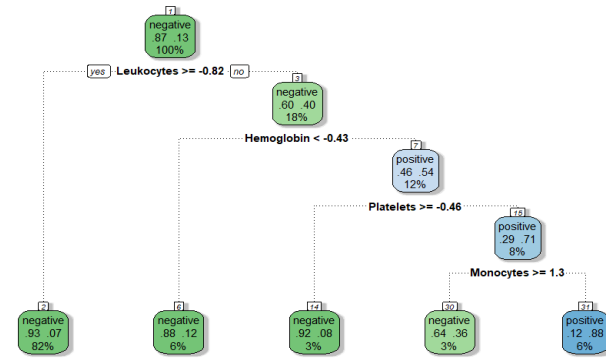 1
negative
.87 .13
100%
yes Leukocytes >= -0.82 no
3
negative
.60 .40
18%
Hemoglobin < -0.43
7
positive
.46 .54
12%
Platelets >= -0.46
15
positive
.29 .71
8%
Monocytes >= 1.3
2
negative
.93 .07
82%
6
negative
.88 .12
6%
14
negative
.92 .08
3%
30
negative
.64 .36
3%
31
positive
.12 .88
6%